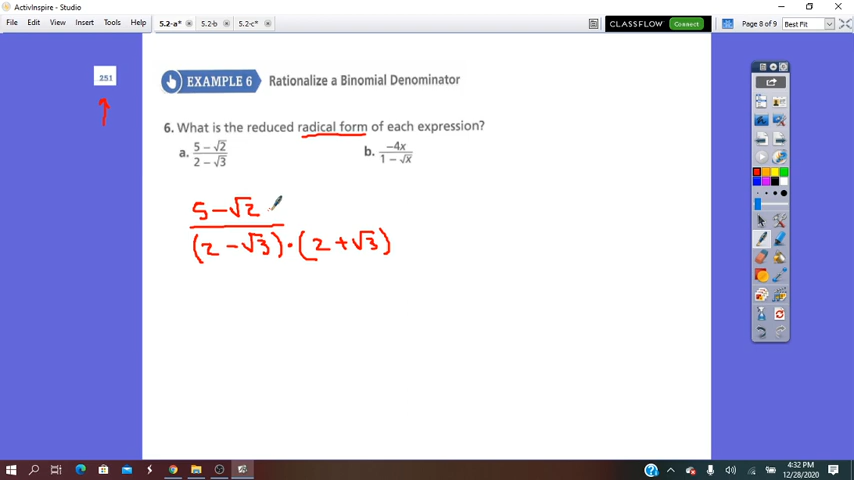 ActivInspire - Studio
File Edit View Insert Tools Help
5.2-a* 5.2-b 5.2-c*
CLASSFLOW Connect
Page 8 of 9 Best Fit
251
EXAMPLE 6 Rationalize a Binomial Denominator
6. What is the reduced radical form of each expression?
a. (5 − √2)/(2 − √3) b. (−4x)/(1 − √x)
5 − √2
(2 − √3) · (2 + √3)
4:32 PM
12/28/2020